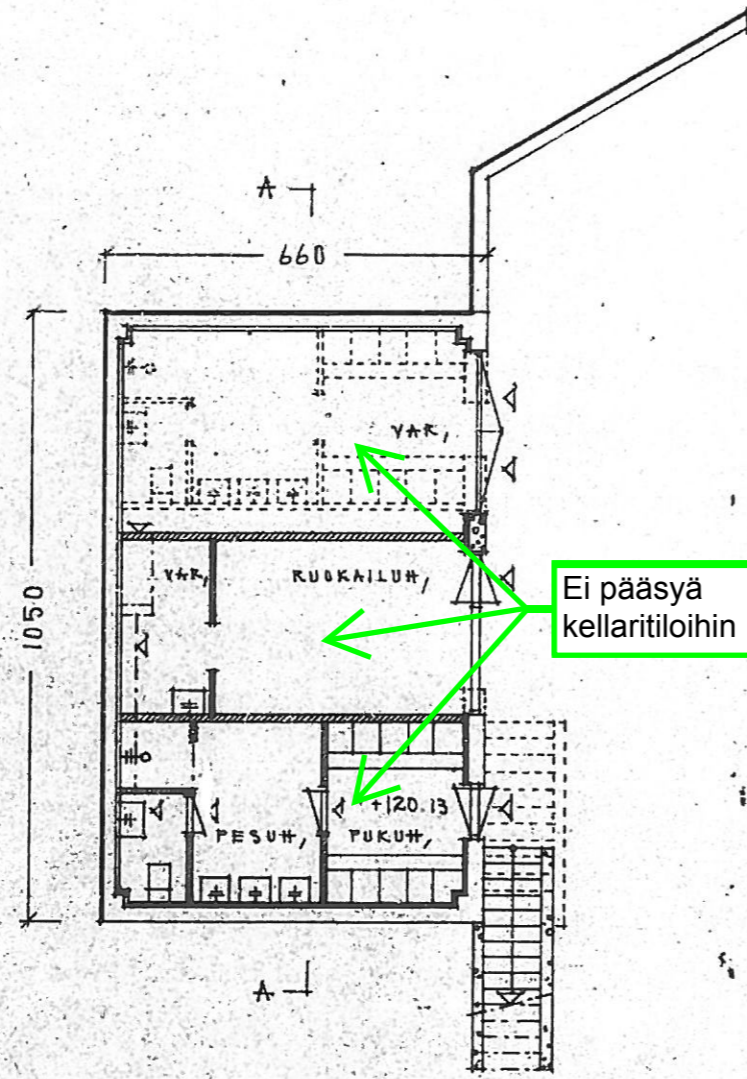 A
660
1050
VAR,
VAR,
RUOKAILUH,
Ei pääsyä
kellaritiloihin
+120.13
PESUH,
PUKUH,
A